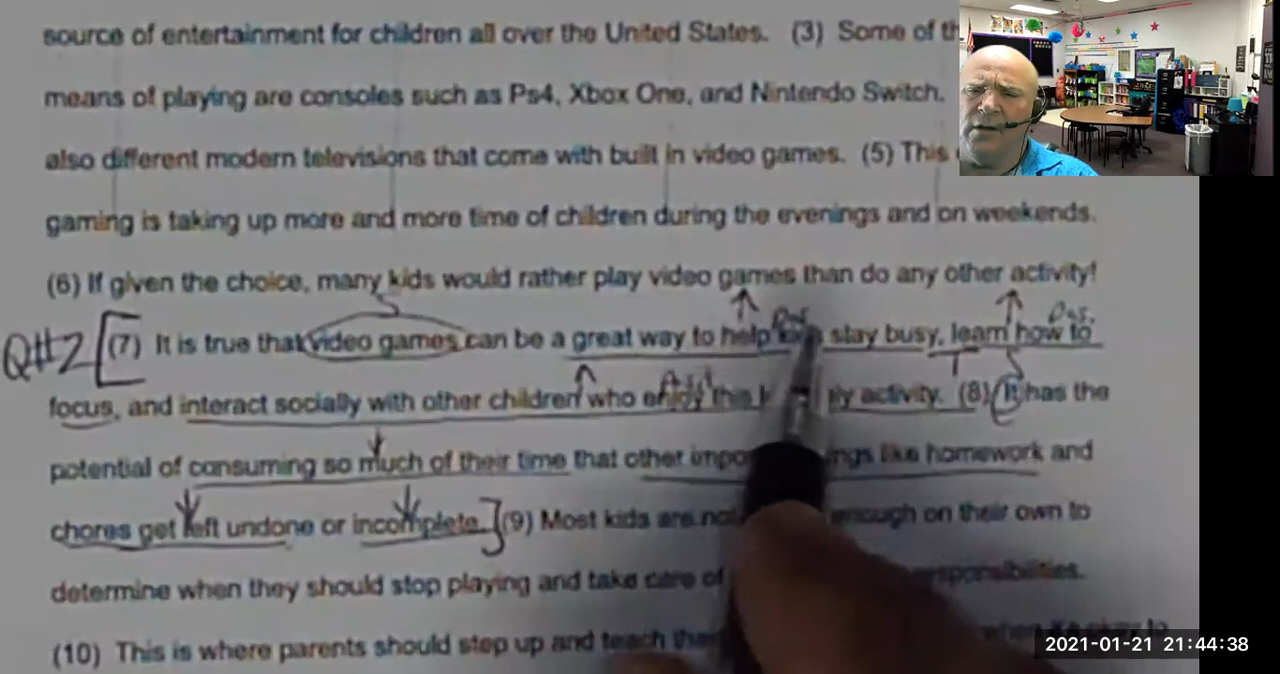 source of entertainment for children all over the United States. (3) Some of th
means of playing are consoles such as Ps4, Xbox One, and Nintendo Switch.
also different modern televisions that come with built in video games. (5) This
gaming is taking up more and more time of children during the evenings and on weekends.
(6) If given the choice, many kids would rather play video games than do any other activity!
Q#2 [(7) It is true that video games can be a great way to help stay busy, learn how to
Pos.
focus, and interact socially with other children who enjoy this activity. (8) It has the
potential of consuming so much of their time that other like homework and
chores get left undone or incomplete.] (9) Most kids are enough on their own to
determine when they should stop playing and take care of responsibilities.
(10) This is where parents should step up and teach
2021-01-21 21:44:38